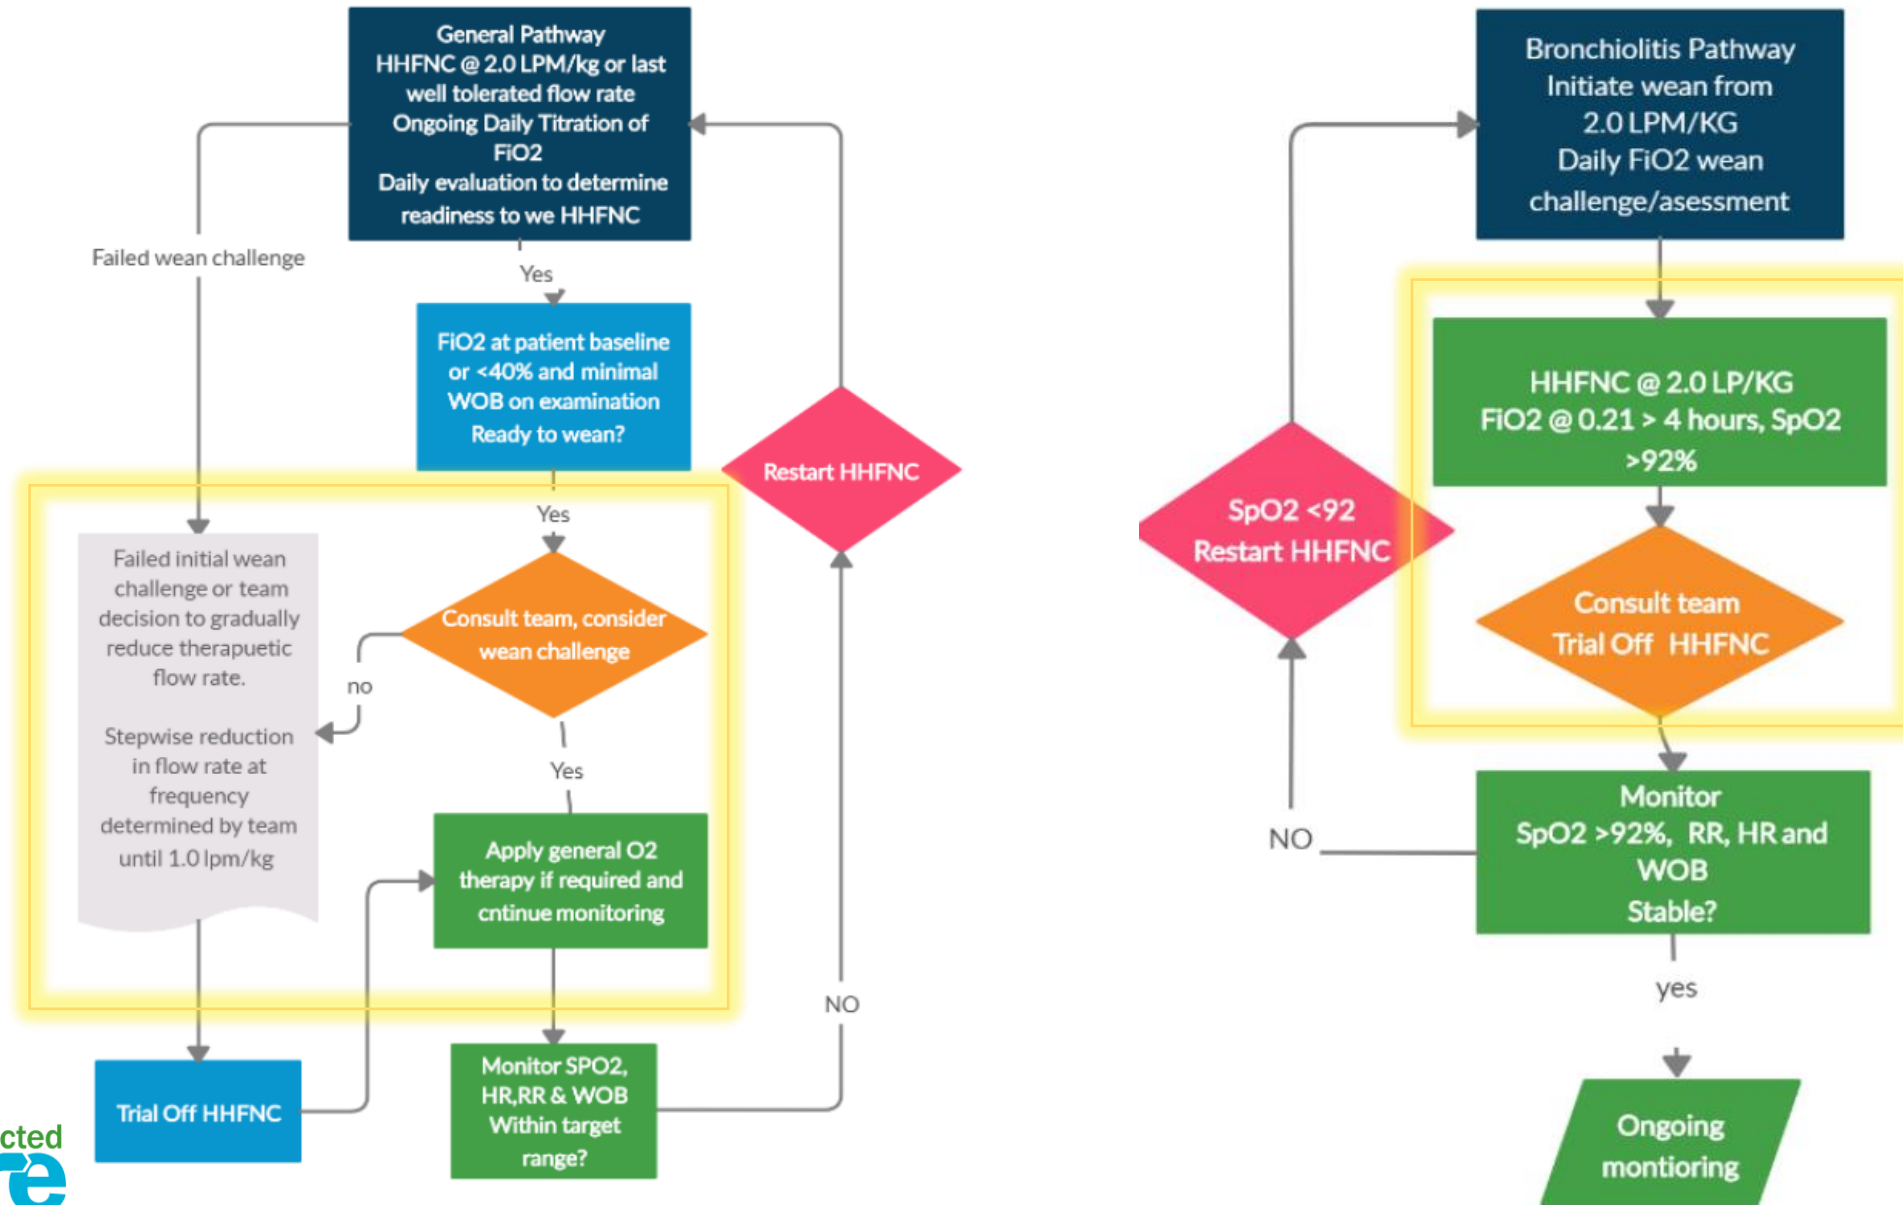 General Pathway
HHFNC @ 2.0 LPM/kg or last
well tolerated flow rate
Ongoing Daily Titration of
FiO2
Daily evaluation to determine
readiness to we HHFNC
Failed wean challenge
Yes
FiO2 at patient baseline
or <40% and minimal
WOB on examination
Ready to wean?
Restart HHFNC
Yes
Failed initial wean
challenge or team
decision to gradually
reduce therapuetic
flow rate.
Stepwise reduction
in flow rate at
frequency
determined by team
until 1.0 lpm/kg
Consult team, consider
wean challenge
no
Yes
Apply general O2
therapy if required and
cntinue monitoring
NO
Trial Off HHFNC
Monitor SPO2,
HR,RR & WOB
Within target
range?
cted
re
Bronchiolitis Pathway
Initiate wean from
2.0 LPM/KG
Daily FiO2 wean
challenge/asessment
HHFNC @ 2.0 LP/KG
FiO2 @ 0.21 > 4 hours, SpO2
>92%
SpO2 <92
Restart HHFNC
Consult team
Trial Off HHFNC
NO
Monitor
SpO2 >92%, RR, HR and
WOB
Stable?
yes
Ongoing
montioring